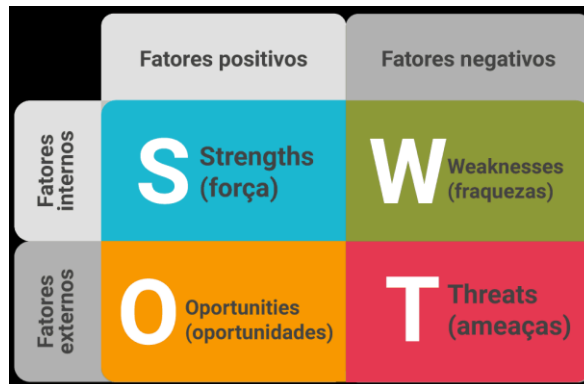 Fatores positivos
Fatores negativos
Fatores
internos
S
Strengths
(força)
W
Weaknesses
(fraquezas)
Fatores
externos
O
Oportunities
(oportunidades)
T
Threats
(ameaças)